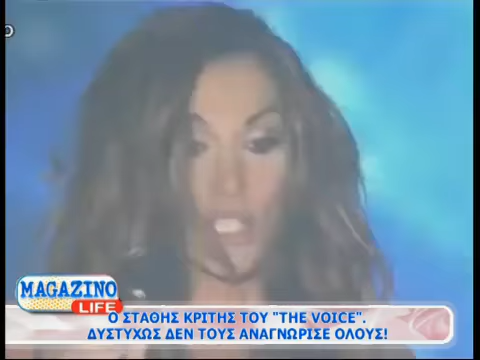 MAGAZINO
LIFE
Ο ΣΤΑΘΗΣ ΚΡΙΤΗΣ ΤΟΥ "THE VOICE".
ΔΥΣΤΥΧΩΣ ΔΕΝ ΤΟΥΣ ΑΝΑΓΝΩΡΙΣΕ ΟΛΟΥΣ!